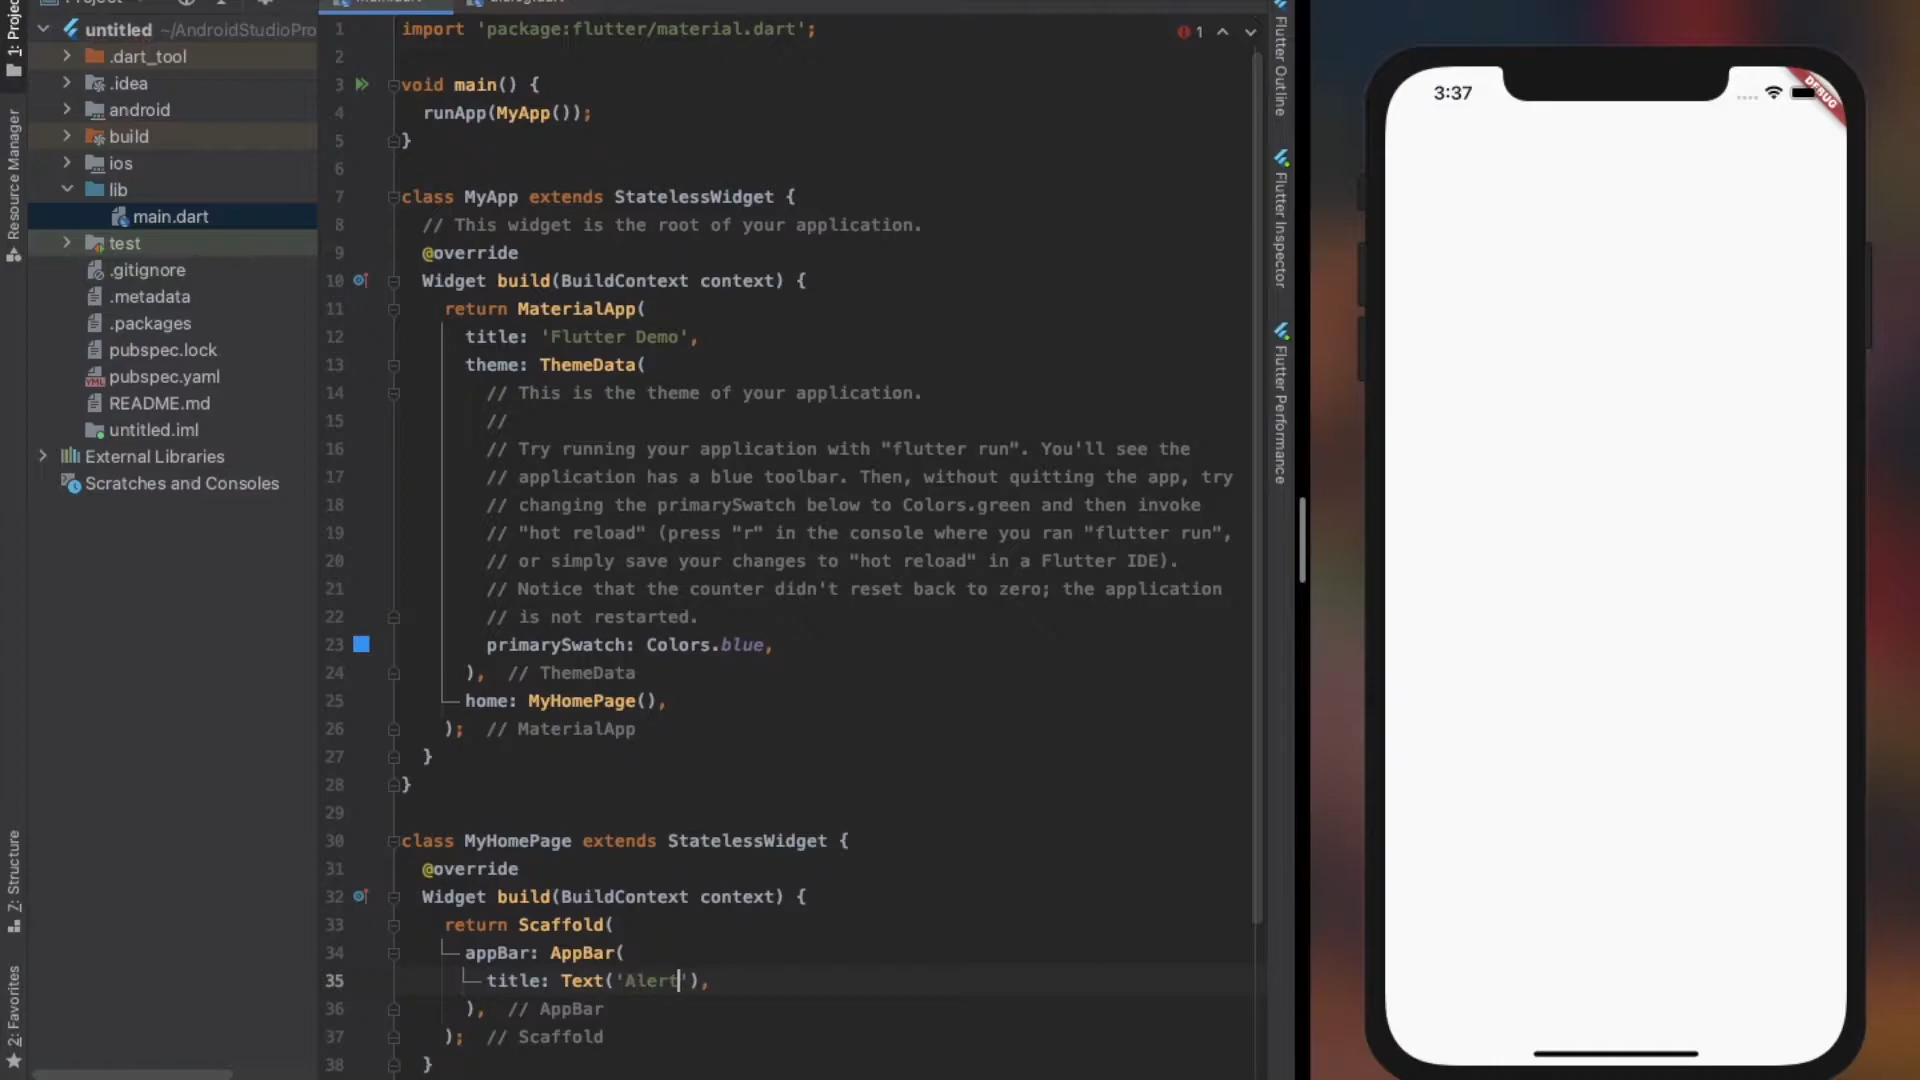 Project
main.dart
dialog.dart
untitled ~/AndroidStudioPro
.dart_tool
.idea
android
build
ios
lib
main.dart
test
.gitignore
.metadata
.packages
pubspec.lock
pubspec.yaml
README.md
untitled.iml
External Libraries
Scratches and Consoles
1: Project
Resource Manager
Z: Structure
2: Favorites
1 import 'package:flutter/material.dart';
2
3 void main() {
4 runApp(MyApp());
5 }
6
7 class MyApp extends StatelessWidget {
8 // This widget is the root of your application.
9 @override
10 Widget build(BuildContext context) {
11 return MaterialApp(
12 title: 'Flutter Demo',
13 theme: ThemeData(
14 // This is the theme of your application.
15 //
16 // Try running your application with "flutter run". You'll see the
17 // application has a blue toolbar. Then, without quitting the app, try
18 // changing the primarySwatch below to Colors.green and then invoke
19 // "hot reload" (press "r" in the console where you ran "flutter run",
20 // or simply save your changes to "hot reload" in a Flutter IDE).
21 // Notice that the counter didn't reset back to zero; the application
22 // is not restarted.
23 primarySwatch: Colors.blue,
24 ), // ThemeData
25 home: MyHomePage(),
26 ); // MaterialApp
27 }
28 }
29
30 class MyHomePage extends StatelessWidget {
31 @override
32 Widget build(BuildContext context) {
33 return Scaffold(
34 appBar: AppBar(
35 title: Text('Alert'),
36 ), // AppBar
37 ); // Scaffold
38 }
1
Flutter Outline
Flutter Inspector
Flutter Performance
3:37
DEBUG